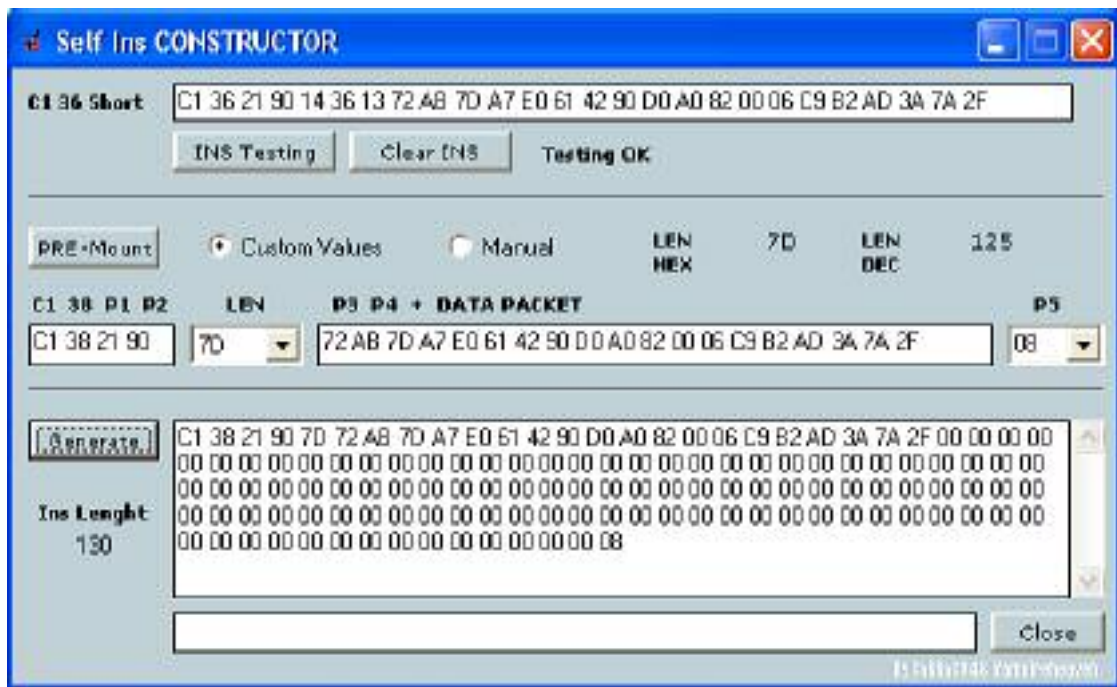 Self Ins CONSTRUCTOR
C1 36 Short C1 36 21 90 14 36 13 72 AB 7D A7 E0 61 42 90 D0 A0 82 00 06 C9 B2 AD 3A 7A 2F
INS Testing Clear INS Testing OK
PRE-Mount Custom Values Manual LEN HEX 7D LEN DEC 125
C1 38 P1 P2 LEN P3 P4 + DATA PACKET P5
C1 38 21 90 7D 72 AB 7D A7 E0 61 42 90 D0 A0 82 00 06 C9 B2 AD 3A 7A 2F 08
Generate C1 38 21 90 7D 72 AB 7D A7 E0 61 42 90 D0 A0 82 00 06 C9 B2 AD 3A 7A 2F 00 00 00 00
00 00 00 00 00 00 00 00 00 00 00 00 00 00 00 00 00 00 00 00 00 00 00 00 00 00 00 00
00 00 00 00 00 00 00 00 00 00 00 00 00 00 00 00 00 00 00 00 00 00 00 00 00 00 00 00
Ins Lenght 00 00 00 00 00 00 00 00 00 00 00 00 00 00 00 00 00 00 00 00 00 00 00 00 00 00 00 00
130 00 00 00 00 00 00 00 00 00 00 00 00 00 00 08
Close